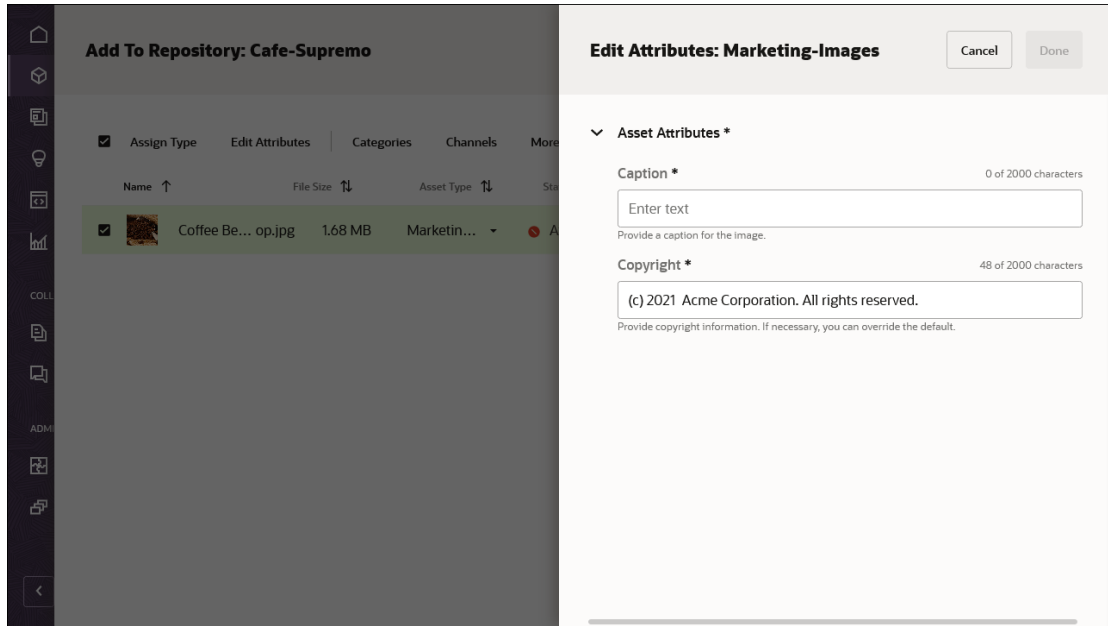 Add To Repository: Cafe-Supremo
Edit Attributes: Marketing-Images
Cancel
Done
Assign Type
Edit Attributes
Categories
Channels
More
Name
File Size
Asset Type
Sta
Coffee Be... op.jpg
1.68 MB
Marketin...
A
COLL
ADMI
Asset Attributes *
Caption *
0 of 2000 characters
Enter text
Provide a caption for the image.
Copyright *
48 of 2000 characters
(c) 2021 Acme Corporation. All rights reserved.
Provide copyright information. If necessary, you can override the default.